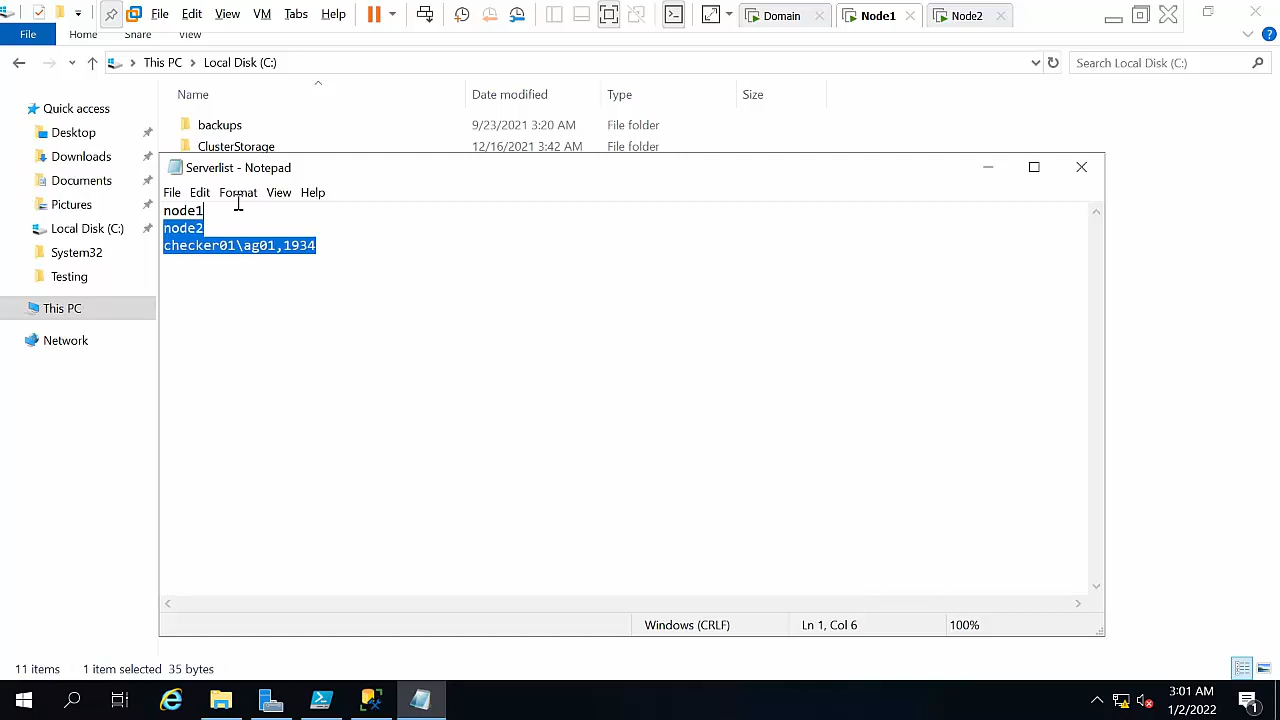 File Edit View VM Tabs Help Domain Node1 Node2
File Home Share View
This PC Local Disk (C:) Search Local Disk (C:)
Name Date modified Type Size
Quick access
Desktop
Downloads
Documents
Pictures
Local Disk (C:)
System32
Testing
This PC
Network
backups 9/23/2021 3:20 AM File folder
ClusterStorage 12/16/2021 3:42 AM File folder
Serverlist - Notepad
File Edit Format View Help
node1
node2
checker01\ag01,1934
Windows (CRLF) Ln 1, Col 6 100%
11 items 1 item selected 35 bytes
3:01 AM
1/2/2022
1